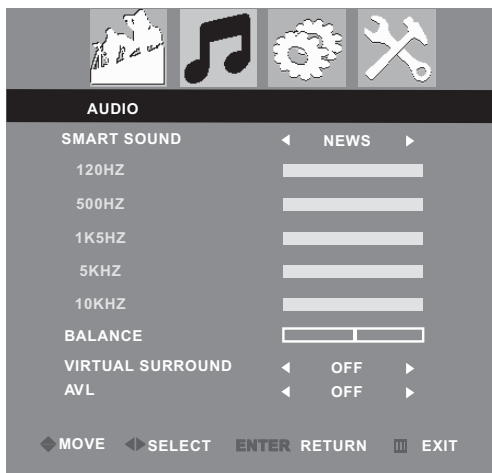 AUDIO
SMART SOUND NEWS
120HZ
500HZ
1K5HZ
5KHZ
10KHZ
BALANCE
VIRTUAL SURROUND OFF
AVL OFF
MOVE SELECT ENTER RETURN EXIT